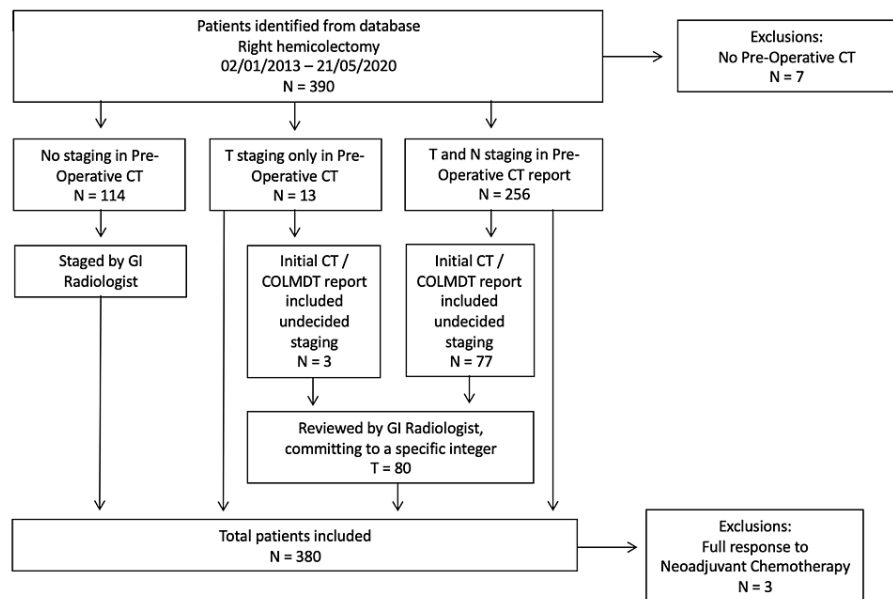 Patients identified from database
Right hemicolectomy
02/01/2013 – 21/05/2020
N = 390
Exclusions:
No Pre-Operative CT
N = 7
No staging in Pre-
Operative CT
N = 114
T staging only in Pre-
Operative CT
N = 13
T and N staging in Pre-
Operative CT report
N = 256
Staged by GI
Radiologist
Initial CT /
COLMDT report
included
undecided
staging
N = 3
Initial CT /
COLMDT report
included
undecided
staging
N = 77
Reviewed by GI Radiologist,
committing to a specific integer
T = 80
Total patients included
N = 380
Exclusions:
Full response to
Neoadjuvant Chemotherapy
N = 3